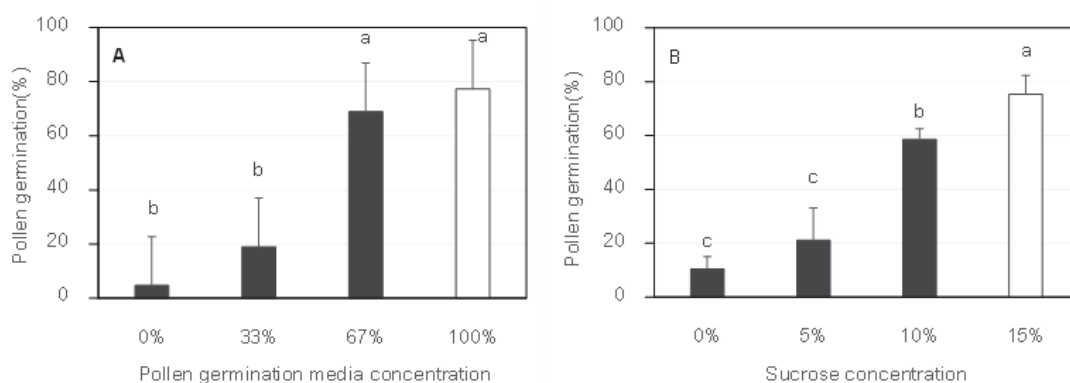 A
Pollen germination(%)
100
80
60
40
20
0
b
b
a
a
0% 33% 67% 100%
Pollen germination media concentration
B
Pollen germination(%)
100
80
60
40
20
0
c
c
b
a
0% 5% 10% 15%
Sucrose concentration